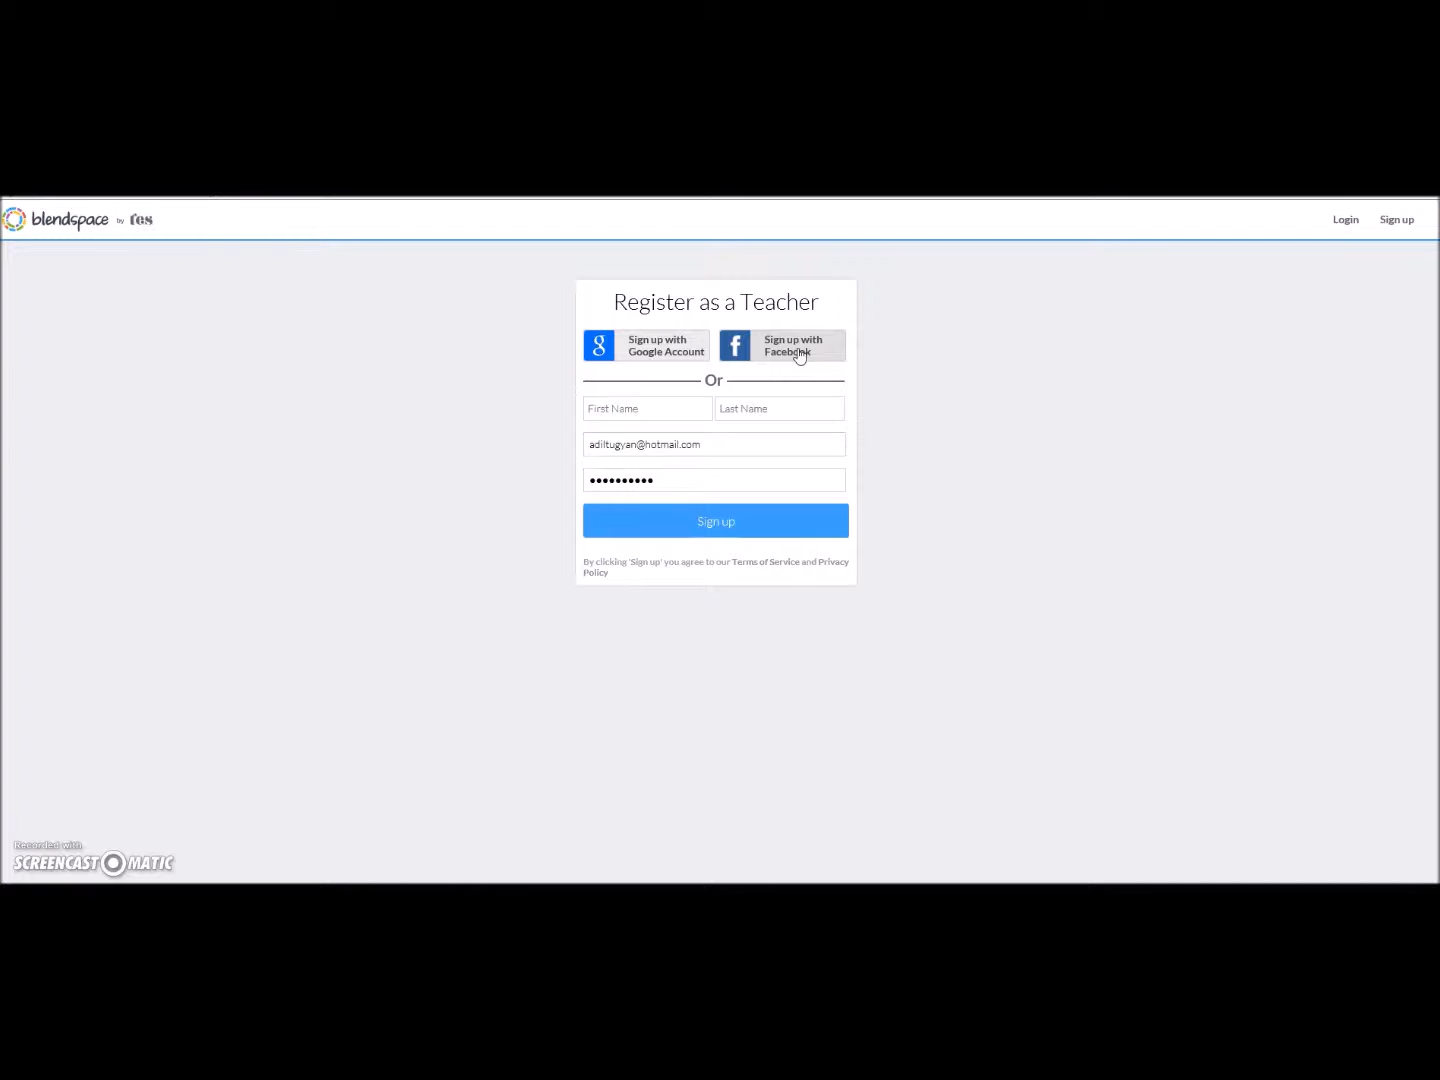 blendspace by tes
Login Sign up
Register as a Teacher
Sign up with
Google Account
Sign up with
Facebook
Or
First Name Last Name
adiltugyan@hotmail.com
••••••••••
Sign up
By clicking 'Sign up' you agree to our Terms of Service and Privacy
Policy
Recorded with
SCREENCAST-O-MATIC